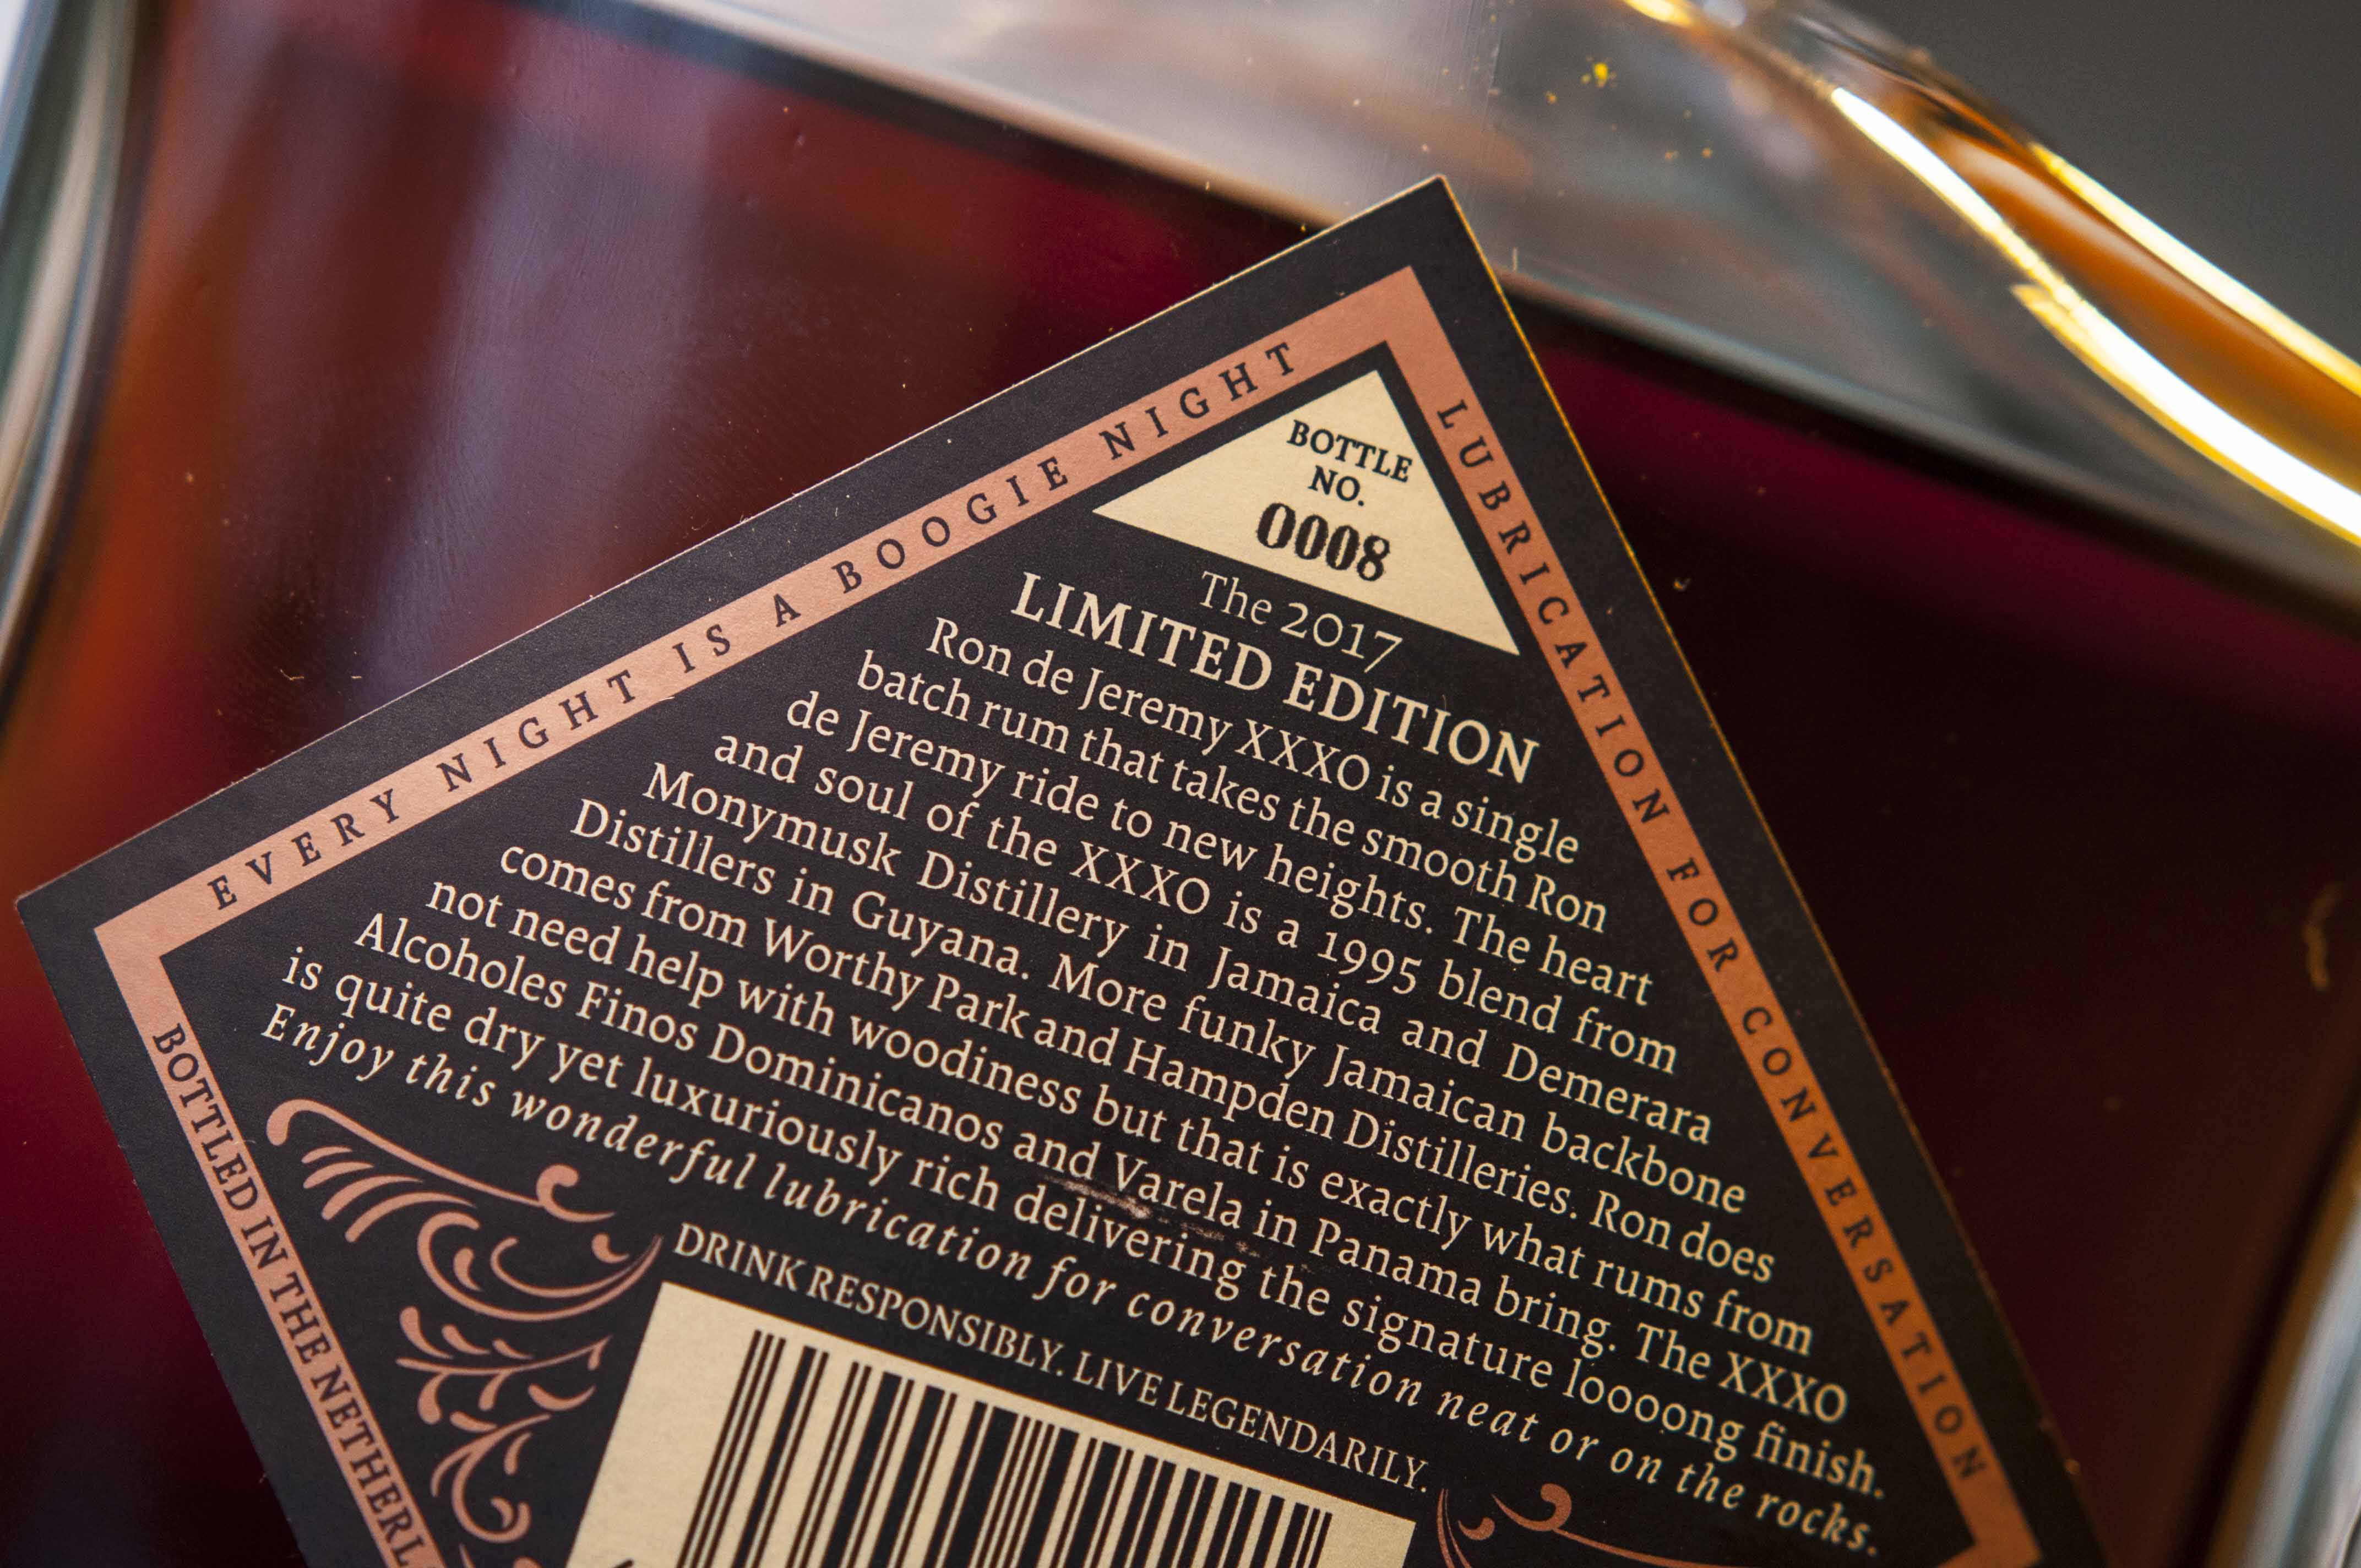 EVERY NIGHT IS A BOOGIE NIGHT
LUBRICATION FOR CONVERSATION
BOTTLE
NO.
0008
The 2017
LIMITED EDITION
Ron de Jeremy XXXO is a single
batch rum that takes the smooth Ron
de Jeremy ride to new heights. The heart
and soul of the XXXO is a 1995 blend from
Monymusk Distillery in Jamaica and Demerara
Distillers in Guyana. More funky Jamaican backbone
comes from Worthy Park and Hampden Distilleries. Ron does
not need help with woodiness but that is exactly what rums from
Alcoholes Finos Dominicanos and Varela in Panama bring. The XXXO
is quite dry yet luxuriously rich delivering the signature loooong finish.
Enjoy this wonderful lubrication for conversation neat or on the rocks.
DRINK RESPONSIBLY. LIVE LEGENDARILY.
BOTTLED IN THE